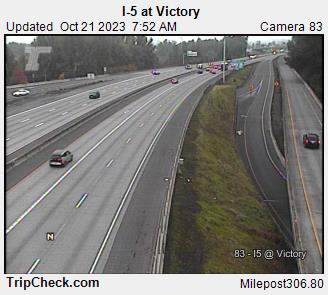 I-5 at Victory
Updated Oct 21 2023 7:52 AM Camera 83
T
N
83 - I5 @ Victory
TripCheck.com Milepost306.80